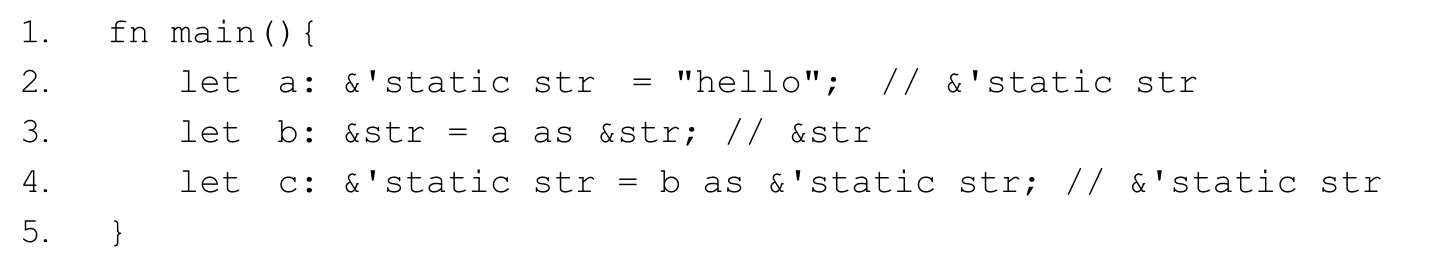 1. fn main(){
2. let a: &'static str = "hello"; // &'static str
3. let b: &str = a as &str; // &str
4. let c: &'static str = b as &'static str; // &'static str
5. }